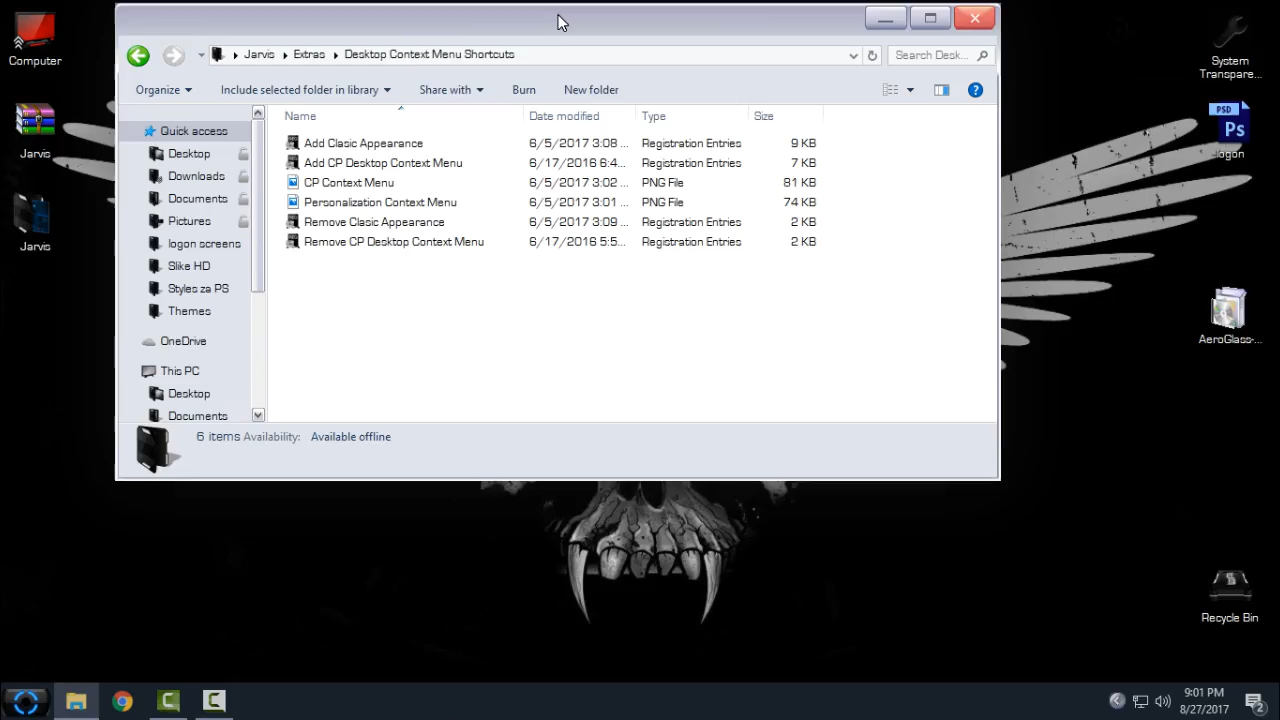 Computer
Jarvis
Jarvis
Jarvis Extras Desktop Context Menu Shortcuts
Search Desk...
Organize Include selected folder in library Share with Burn New folder
Name Date modified Type Size
Add Clasic Appearance 6/5/2017 3:08 ... Registration Entries 9 KB
Add CP Desktop Context Menu 6/17/2016 6:4... Registration Entries 7 KB
CP Context Menu 6/5/2017 3:02 ... PNG File 81 KB
Personalization Context Menu 6/5/2017 3:01 ... PNG File 74 KB
Remove Clasic Appearance 6/5/2017 3:09 ... Registration Entries 2 KB
Remove CP Desktop Context Menu 6/17/2016 5:5... Registration Entries 2 KB
Quick access
Desktop
Downloads
Documents
Pictures
logon screens
Slike HD
Styles za PS
Themes
OneDrive
This PC
Desktop
Documents
6 items Availability: Available offline
System
Transpare...
PSD
Ps
logon
AeroGlass-...
Recycle Bin
9:01 PM
8/27/2017
2